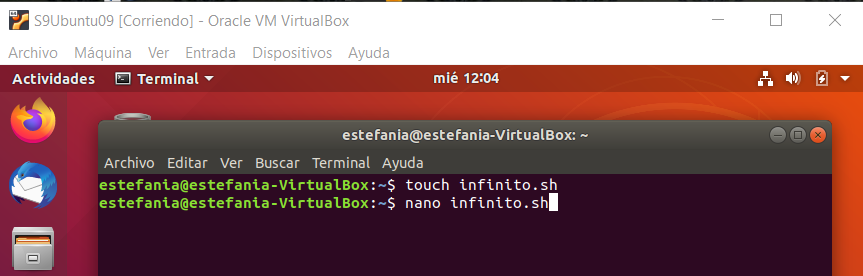 S9Ubuntu09 [Corriendo] - Oracle VM VirtualBox
Archivo Máquina Ver Entrada Dispositivos Ayuda
Actividades Terminal mié 12:04
estefania@estefania-VirtualBox: ~
Archivo Editar Ver Buscar Terminal Ayuda
estefania@estefania-VirtualBox:~$ touch infinito.sh
estefania@estefania-VirtualBox:~$ nano infinito.sh